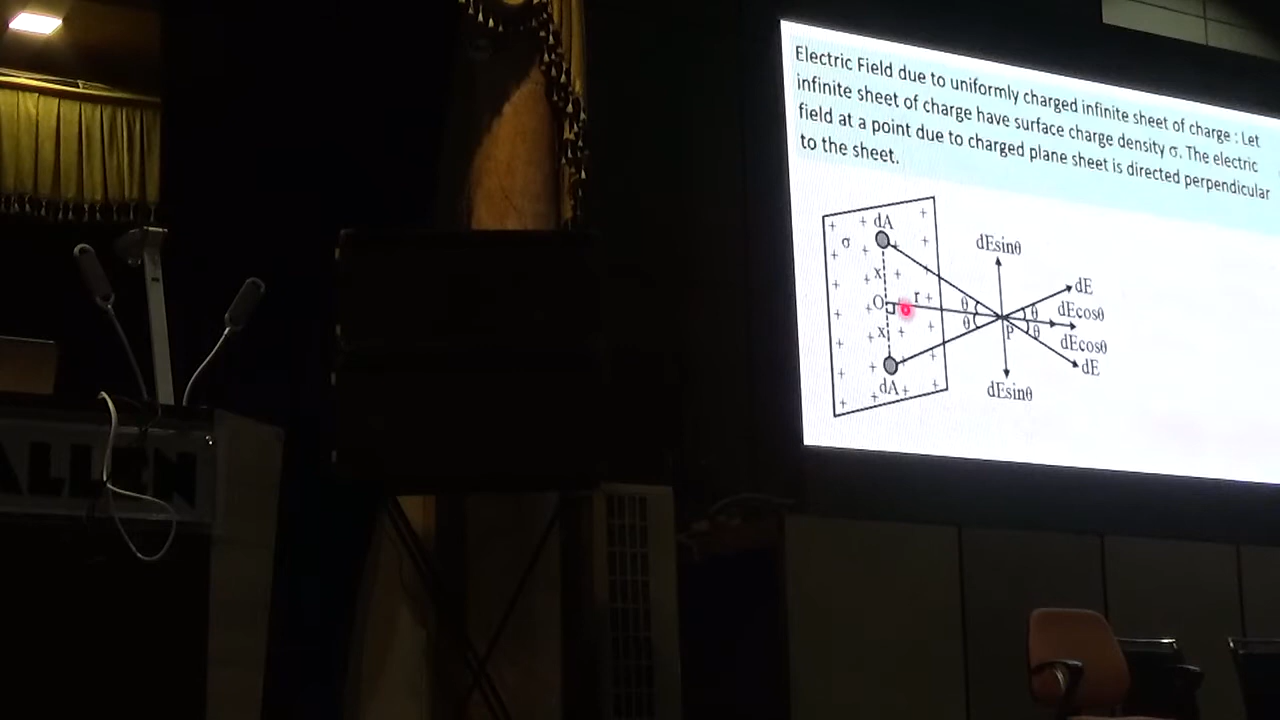 Electric Field due to uniformly charged infinite sheet of charge : Let
infinite sheet of charge have surface charge density σ. The electric
field at a point due to charged plane sheet is directed perpendicular
to the sheet.
dA
σ
x
O
r
x
dA
θ
θ
P
dEsinθ
dE
θ
dEcosθ
θ
dEcosθ
dE
dEsinθ
ALLEN